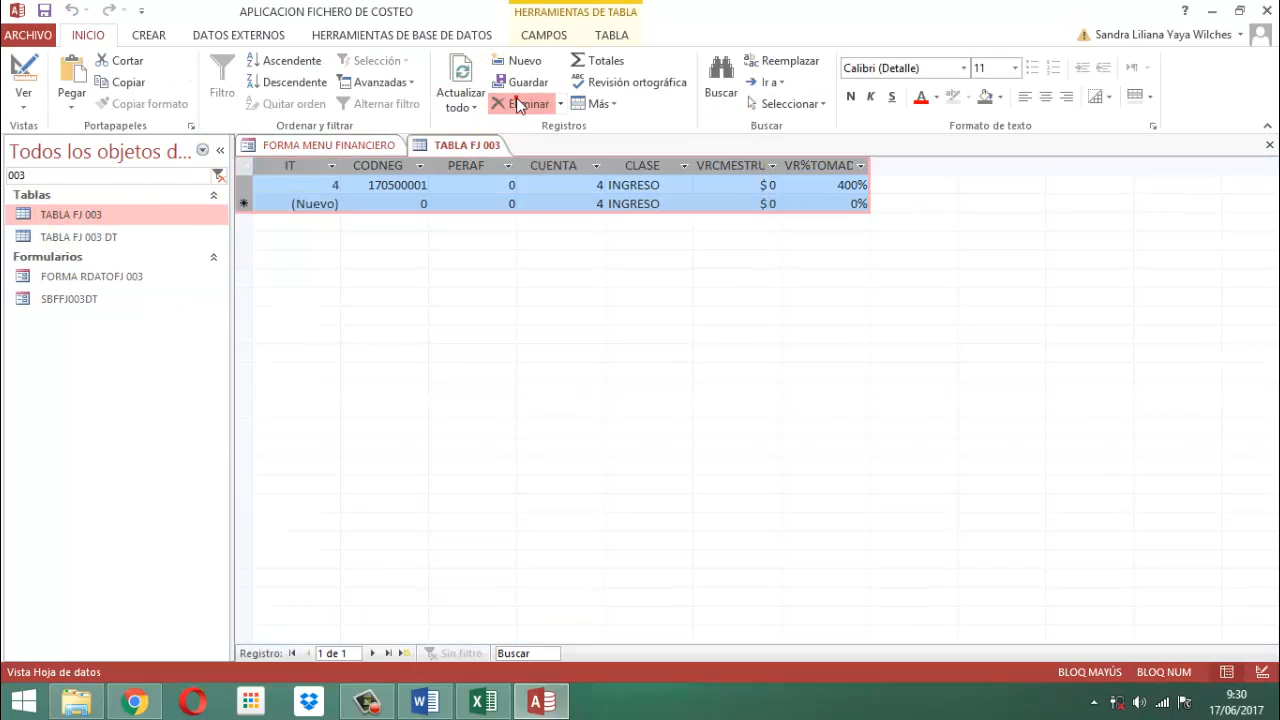 APLICACION FICHERO DE COSTEO
HERRAMIENTAS DE TABLA
?
ARCHIVO INICIO CREAR DATOS EXTERNOS HERRAMIENTAS DE BASE DE DATOS CAMPOS TABLA
Sandra Liliana Yaya Wilches
Ver
Vistas
Pegar
Cortar
Copiar
Copiar formato
Portapapeles
Filtro
Ascendente
Descendente
Quitar orden
Selección
Avanzadas
Alternar filtro
Ordenar y filtrar
Actualizar
todo
Nuevo
Guardar
Totales
Revisión ortográfica
Más
Registros
Buscar
Reemplazar
Ir a
Seleccionar
Buscar
Calibri (Detalle) 11
N K S A
Formato de texto
Todos los objetos d...
003
Tablas
TABLA FJ 003
TABLA FJ 003 DT
Formularios
FORMA RDATOFJ 003
SBFFJ003DT
FORMA MENU FINANCIERO TABLA FJ 003
IT CODNEG PERAF CUENTA CLASE VRCMESTRU VR%TOMAD
4 170500001 0 4 INGRESO $ 0 400%
(Nuevo) 0 0 4 INGRESO $ 0 0%
Registro: 1 de 1 Sin filtro Buscar
Vista Hoja de datos
BLOQ MAYÚS BLOQ NUM
9:30
17/06/2017